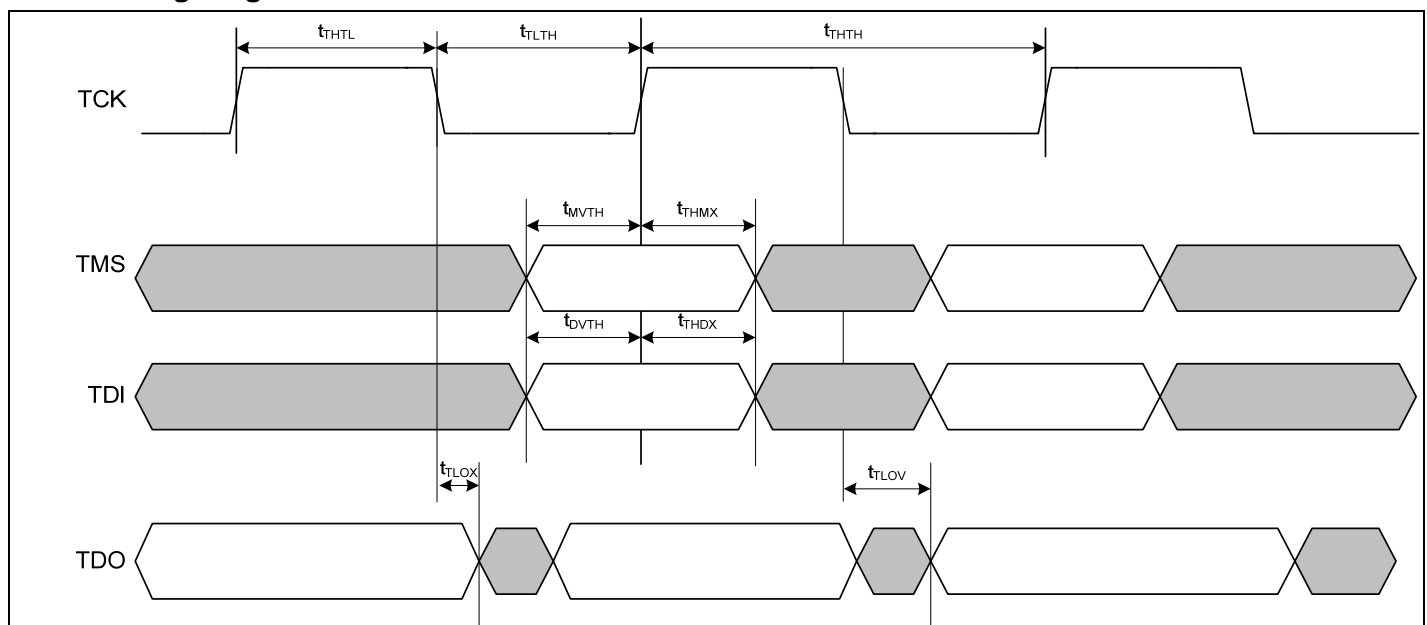 tTHTL tTLTH tTHTH
TCK
tMVTH tTHMX
TMS
tDVTH tTHDX
TDI
tTLOX tTLOV
TDO